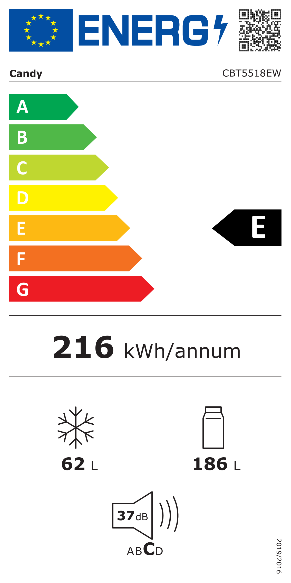 ENERG
Candy CBT5518EW
A
B
C
D
E
E
F
G
216 kWh/annum
62 L 186 L
37dB
ABCD
2019/2016